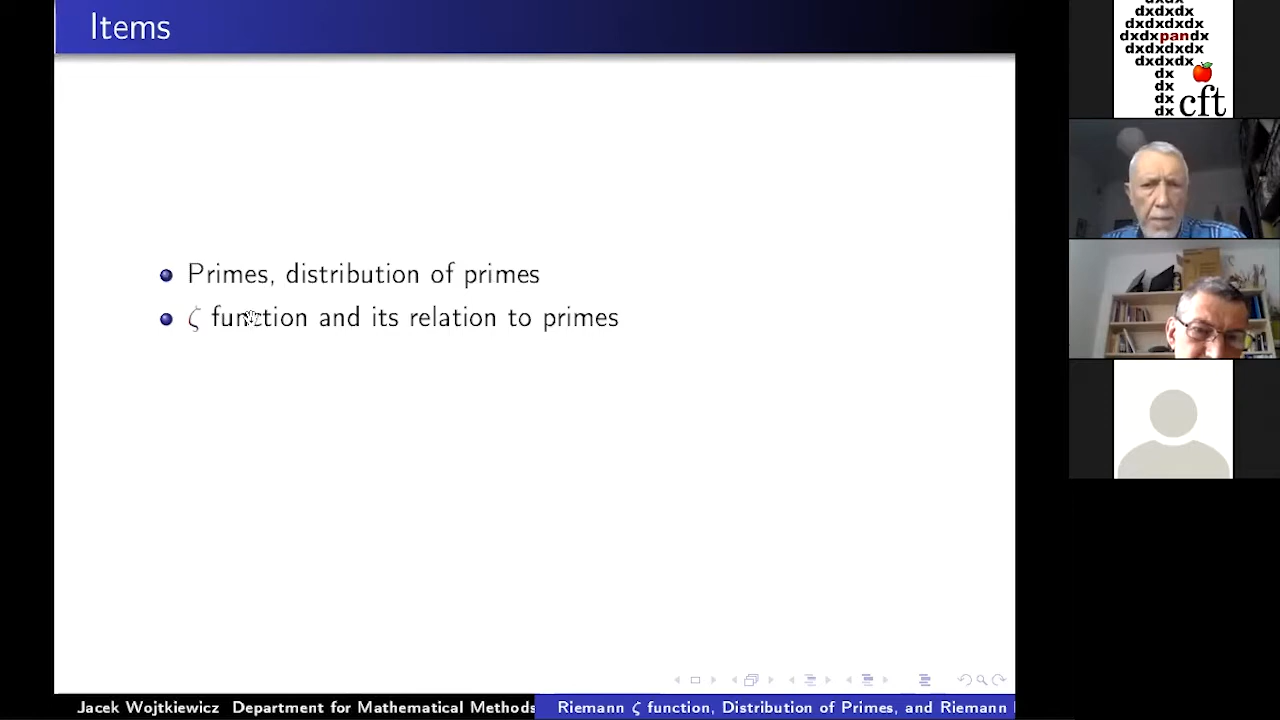 Items
Primes, distribution of primes
ζ function and its relation to primes
Jacek Wojtkiewicz Department for Mathematical Methods
Riemann ζ function, Distribution of Primes, and Riemann
dxdxdx
dxdxdxdx
dxdxpandx
dxdxdxdx
dxdxdx
dx
dx
dx
dx
cft